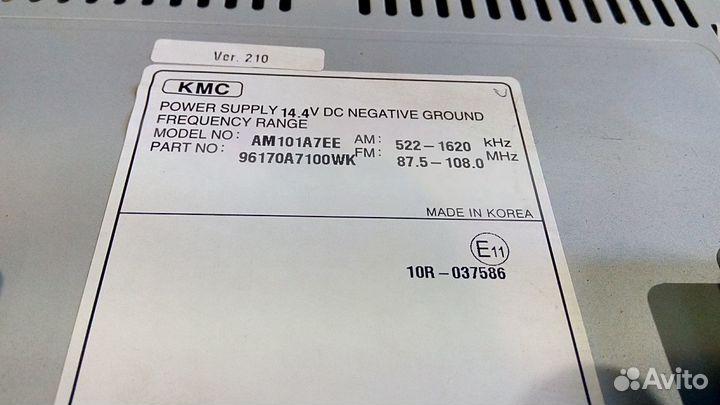 Ver. 210
KMC
POWER SUPPLY 14.4V DC NEGATIVE GROUND
FREQUENCY RANGE
MODEL NO: AM101A7EE AM: 522-1620 kHz
PART NO: 96170A7100WK FM: 87.5-108.0 MHz
MADE IN KOREA
E11
10R-037586
Avito